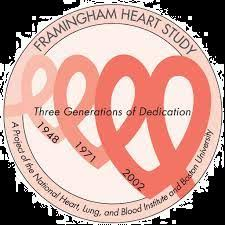 FRAMINGHAM HEART STUDY
Three Generations of Dedication
1948
1971
2002
A Project of the National Heart, Lung, and Blood Institute and Boston University